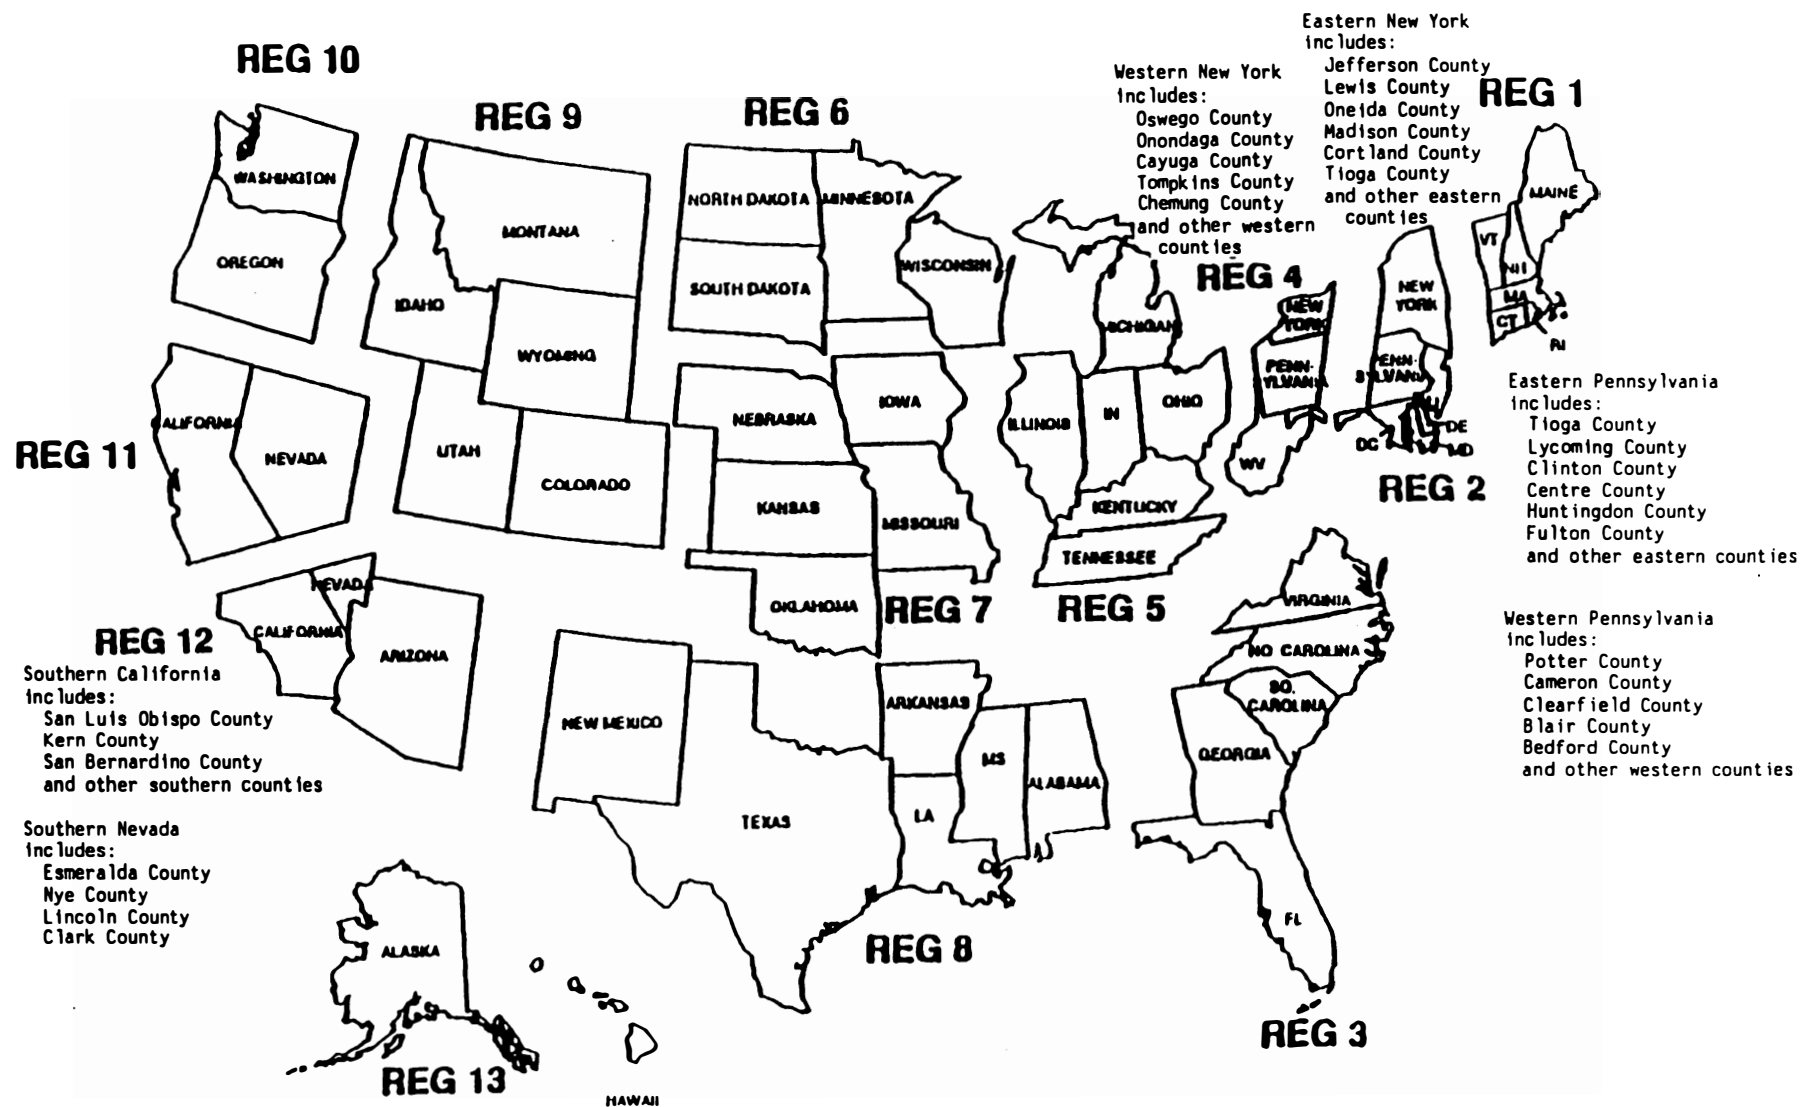 REG 10
REG 9
REG 6
Western New York
includes:
Oswego County
Onondaga County
Cayuga County
Tompkins County
Chemung County
and other western
counties
Eastern New York
includes:
Jefferson County
Lewis County
Oneida County
Madison County
Cortland County
Tioga County
and other eastern
counties
REG 1
WASHINGTON
OREGON
MONTANA
IDAHO
WYOMING
NORTH DAKOTA
MINNESOTA
SOUTH DAKOTA
WISCONSIN
MICHIGAN
REG 4
NEW
YORK
PENN-
YLVANIA
WV
NEW
YORK
PENN-
SYLVANIA
NJ
DE
MD
DC
REG 2
MAINE
VT
NH
MA
CT
RI
REG 11
CALIFORNIA
NEVADA
UTAH
COLORADO
NEBRASKA
IOWA
KANSAS
MISSOURI
ILLINOIS
IN
OHIO
KENTUCKY
TENNESSEE
OKLAHOMA
REG 7
REG 5
Eastern Pennsylvania
includes:
Tioga County
Lycoming County
Clinton County
Centre County
Huntingdon County
Fulton County
and other eastern counties
Western Pennsylvania
includes:
Potter County
Cameron County
Clearfield County
Blair County
Bedford County
and other western counties
NEVADA
CALIFORNIA
ARIZONA
REG 12
Southern California
includes:
San Luis Obispo County
Kern County
San Bernardino County
and other southern counties
Southern Nevada
includes:
Esmeralda County
Nye County
Lincoln County
Clark County
NEW MEXICO
TEXAS
ARKANSAS
LA
MS
ALABAMA
REG 8
VIRGINIA
NO CAROLINA
SO.
CAROLINA
GEORGIA
FL
REG 3
ALASKA
REG 13
HAWAII